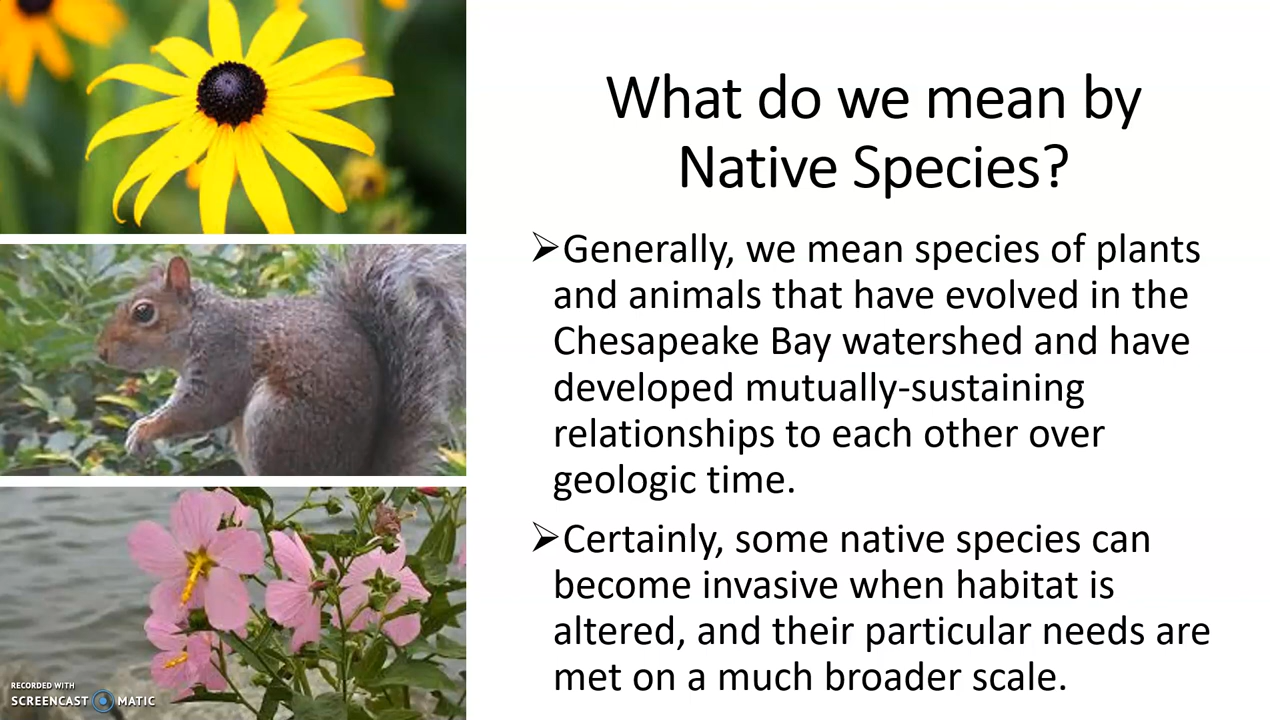 What do we mean by
Native Species?
➢Generally, we mean species of plants
and animals that have evolved in the
Chesapeake Bay watershed and have
developed mutually-sustaining
relationships to each other over
geologic time.
➢Certainly, some native species can
become invasive when habitat is
altered, and their particular needs are
met on a much broader scale.
RECORDED WITH
SCREENCAST MATIC